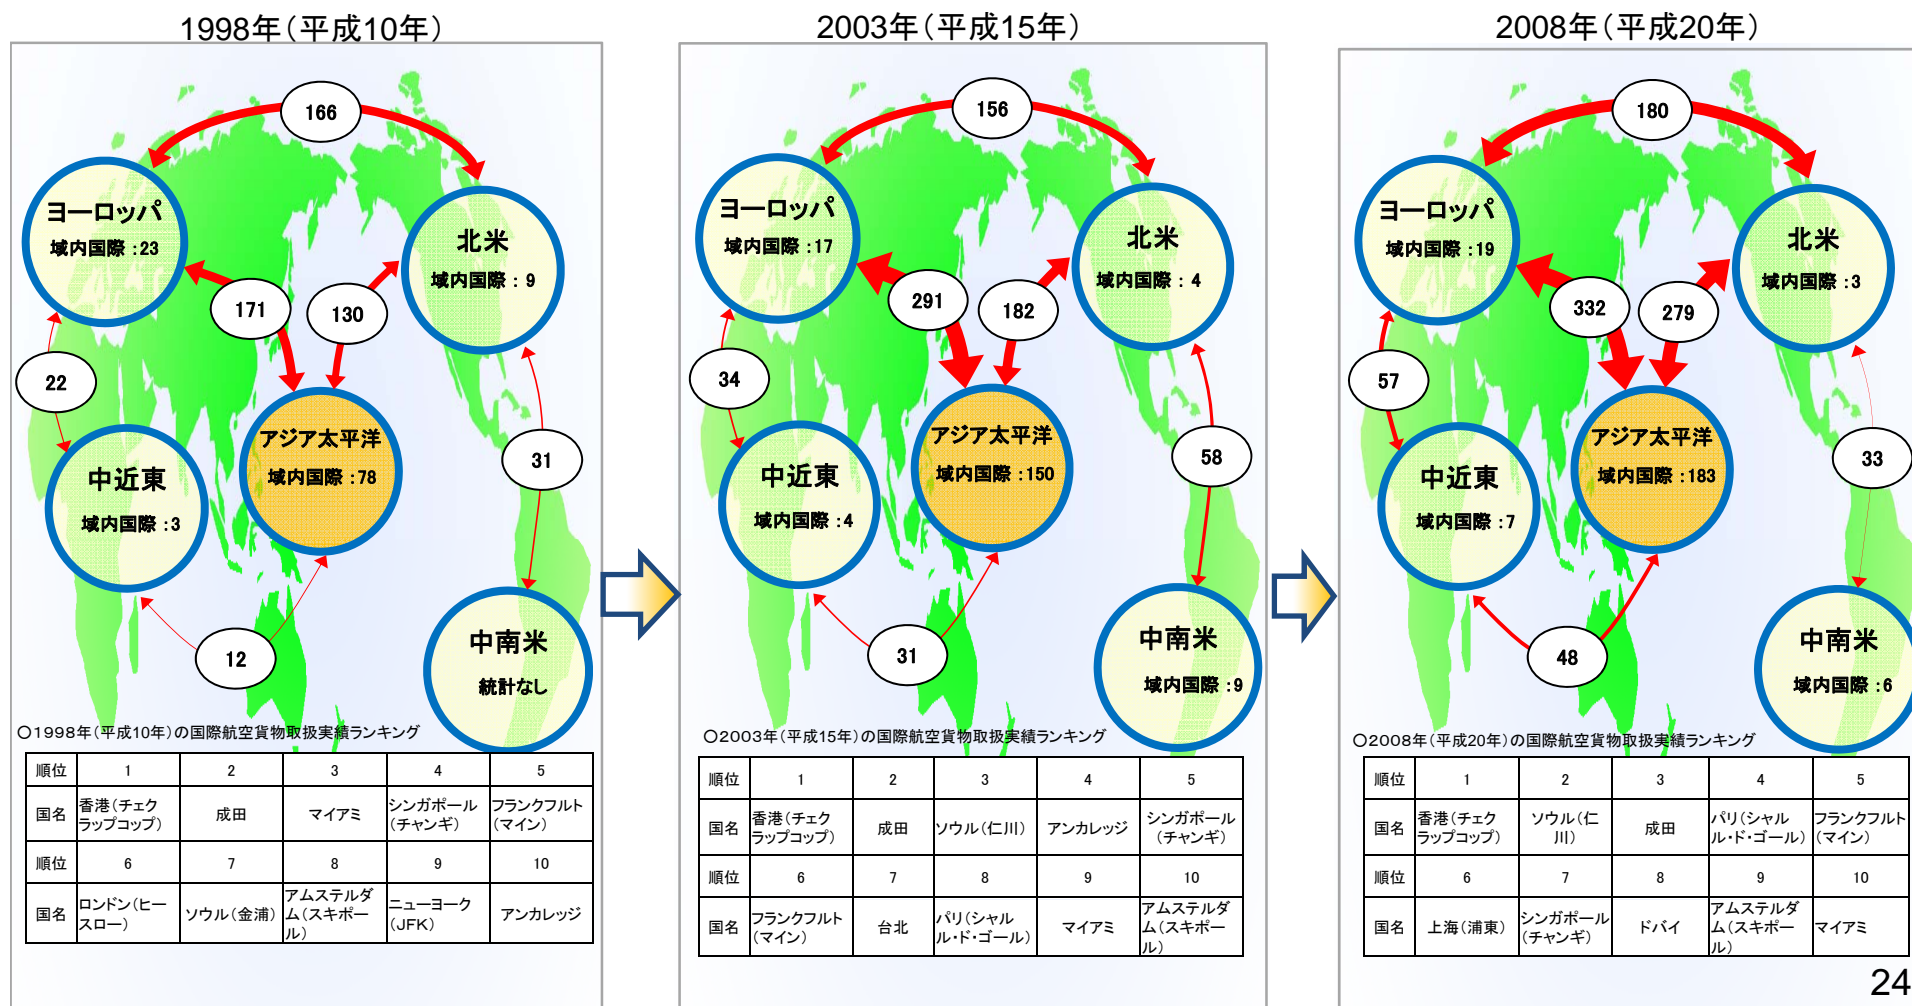 1998年(平成10年)
166
ヨーロッパ
域内国際：23
北米
域内国際：9
171
130
22
アジア太平洋
域内国際：78
31
中近東
域内国際：3
12
中南米
統計なし
○1998年(平成10年)の国際航空貨物取扱実績ランキング
順位 1 2 3 4 5
国名 香港(チェクラップコップ) 成田 マイアミ シンガポール(チャンギ) フランクフルト(マイン)
順位 6 7 8 9 10
国名 ロンドン(ヒースロー) ソウル(金浦) アムステルダム(スキポール) ニューヨーク(JFK) アンカレッジ
2003年(平成15年)
156
ヨーロッパ
域内国際：17
北米
域内国際：4
291
182
34
アジア太平洋
域内国際：150
58
中近東
域内国際：4
31
中南米
域内国際：9
○2003年(平成15年)の国際航空貨物取扱実績ランキング
順位 1 2 3 4 5
国名 香港(チェクラップコップ) 成田 ソウル(仁川) アンカレッジ シンガポール(チャンギ)
順位 6 7 8 9 10
国名 フランクフルト(マイン) 台北 パリ(シャルル・ド・ゴール) マイアミ アムステルダム(スキポール)
2008年(平成20年)
180
ヨーロッパ
域内国際：19
北米
域内国際：3
332
279
57
アジア太平洋
域内国際：183
33
中近東
域内国際：7
48
中南米
域内国際：6
○2008年(平成20年)の国際航空貨物取扱実績ランキング
順位 1 2 3 4 5
国名 香港(チェクラップコップ) ソウル(仁川) 成田 パリ(シャルル・ド・ゴール) フランクフルト(マイン)
順位 6 7 8 9 10
国名 上海(浦東) シンガポール(チャンギ) ドバイ アムステルダム(スキポール) マイアミ
24